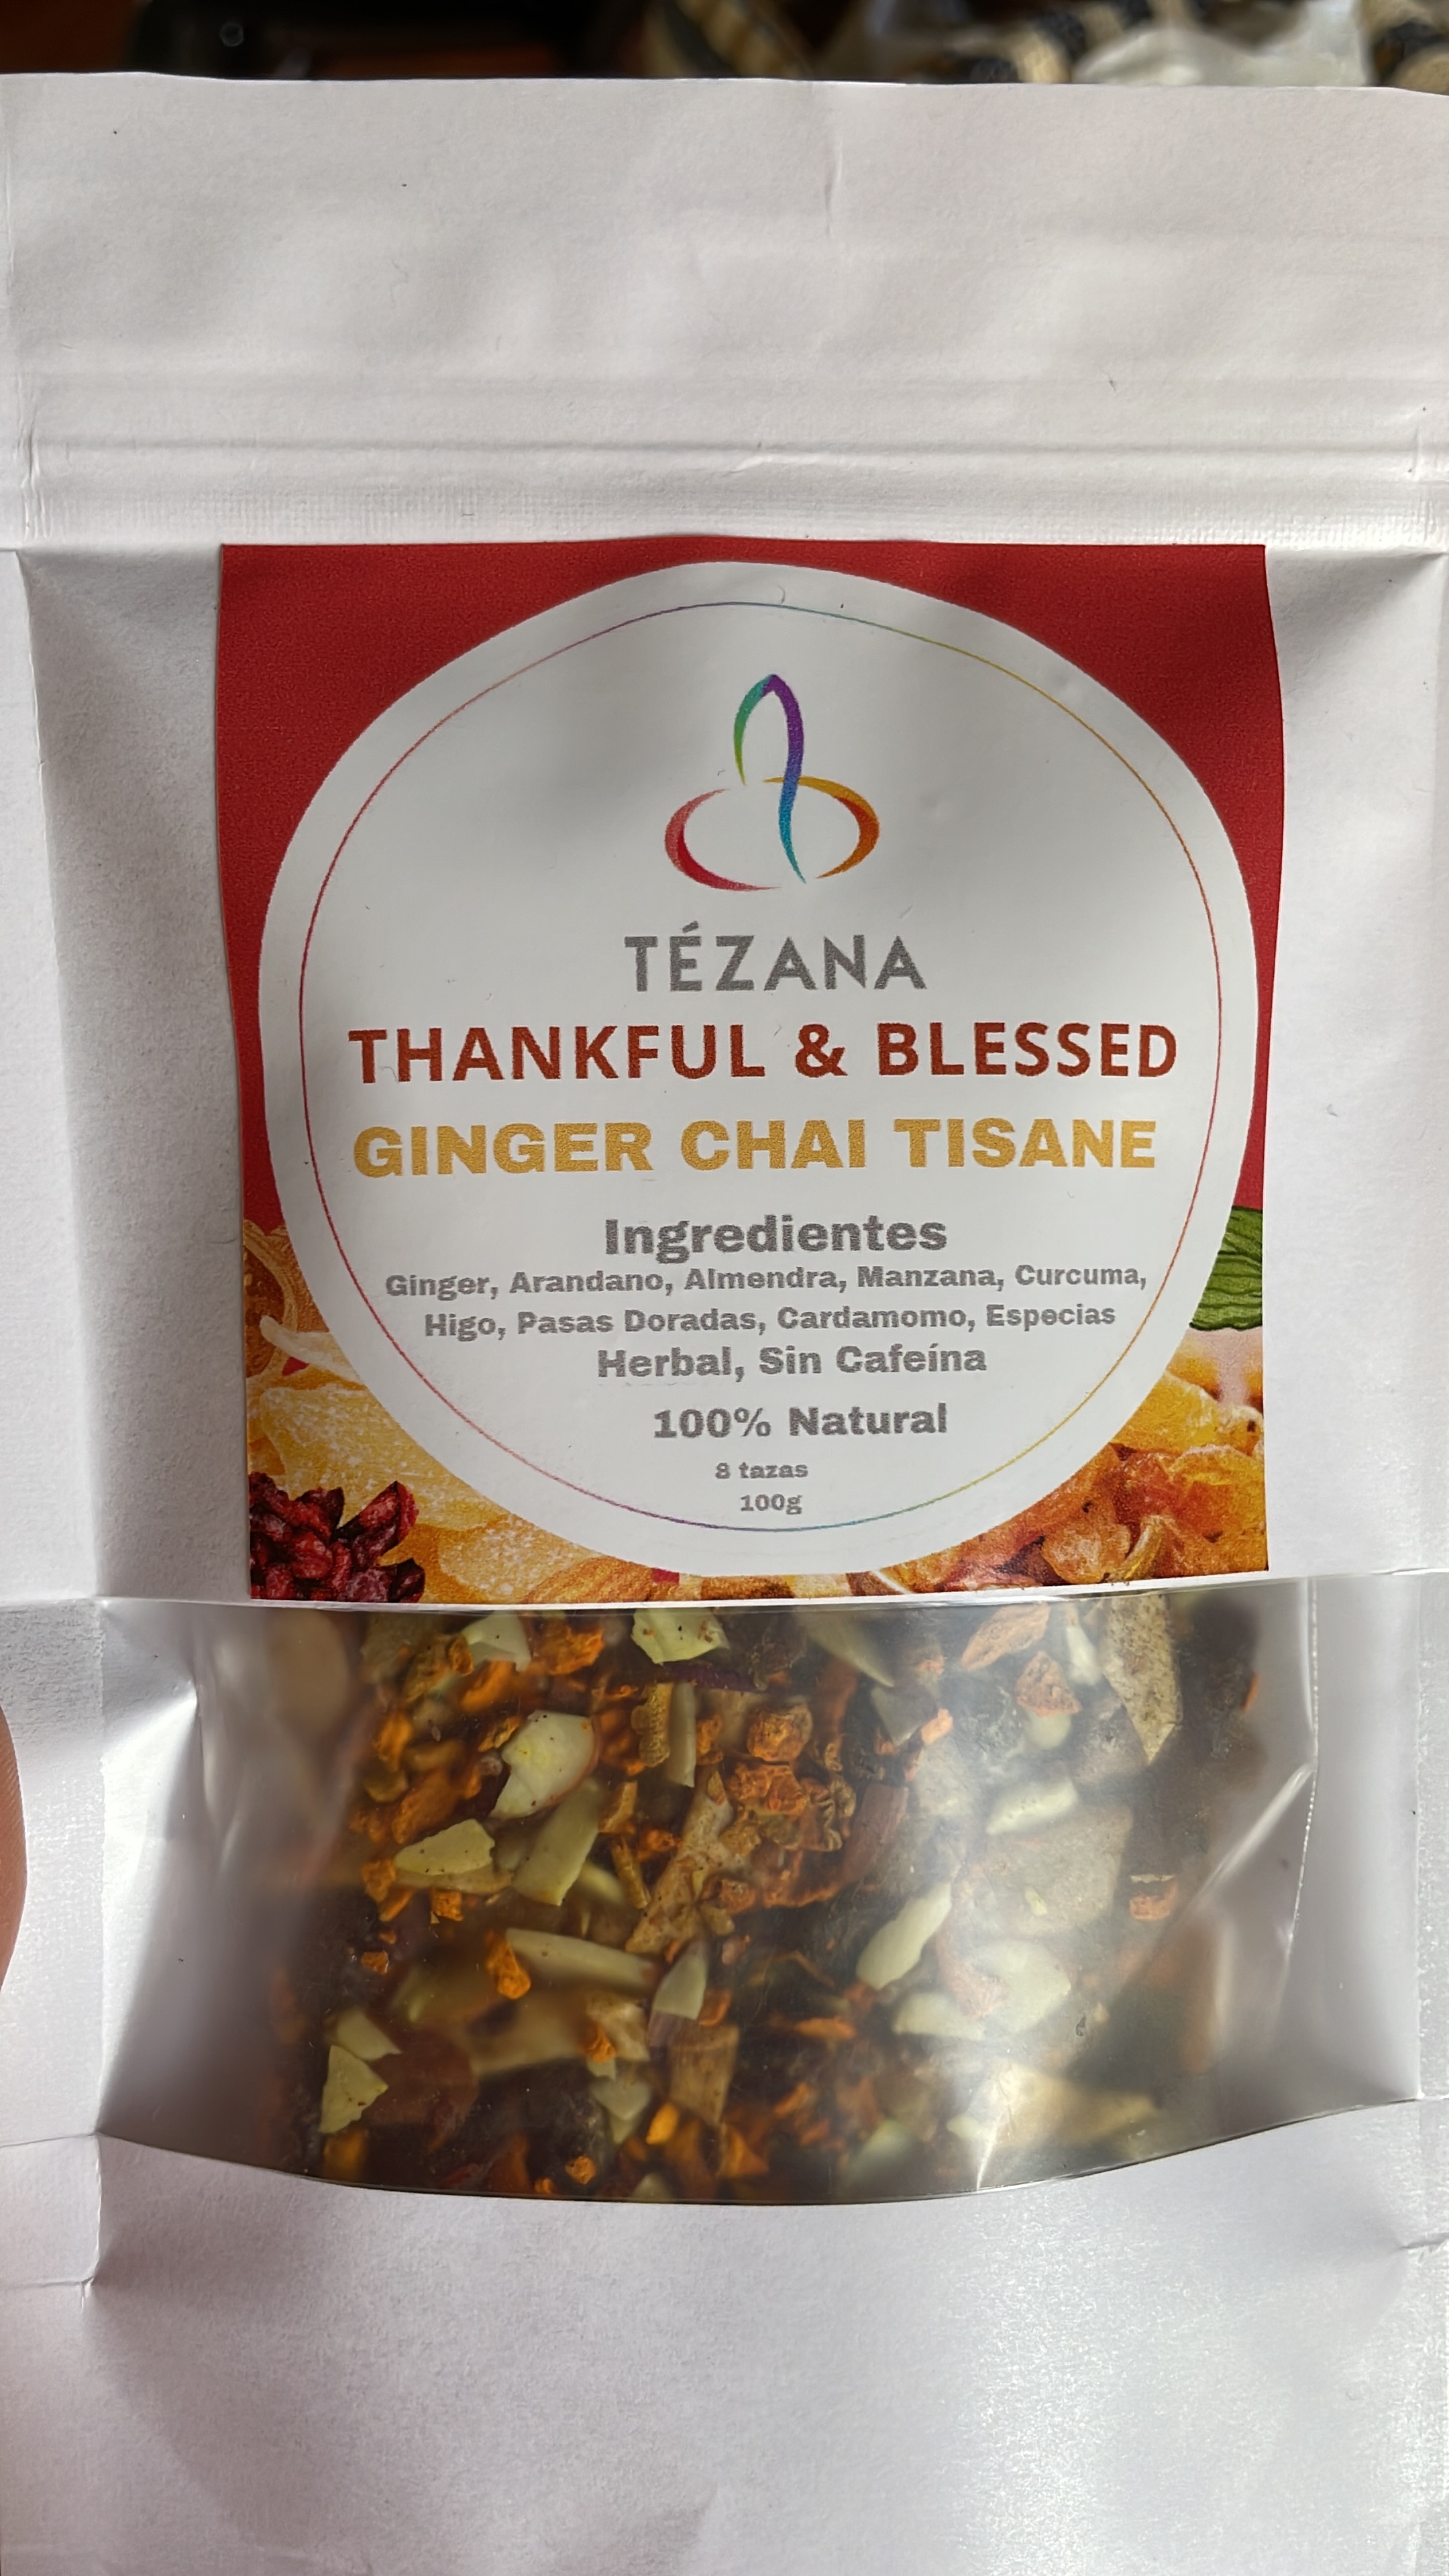 TÉZANA
THANKFUL & BLESSED
GINGER CHAI TISANE
Ingredientes
Ginger, Arandano, Almendra, Manzana, Curcuma,
Higo, Pasas Doradas, Cardamomo, Especias
Herbal, Sin Cafeína
100% Natural
8 tazas
100g